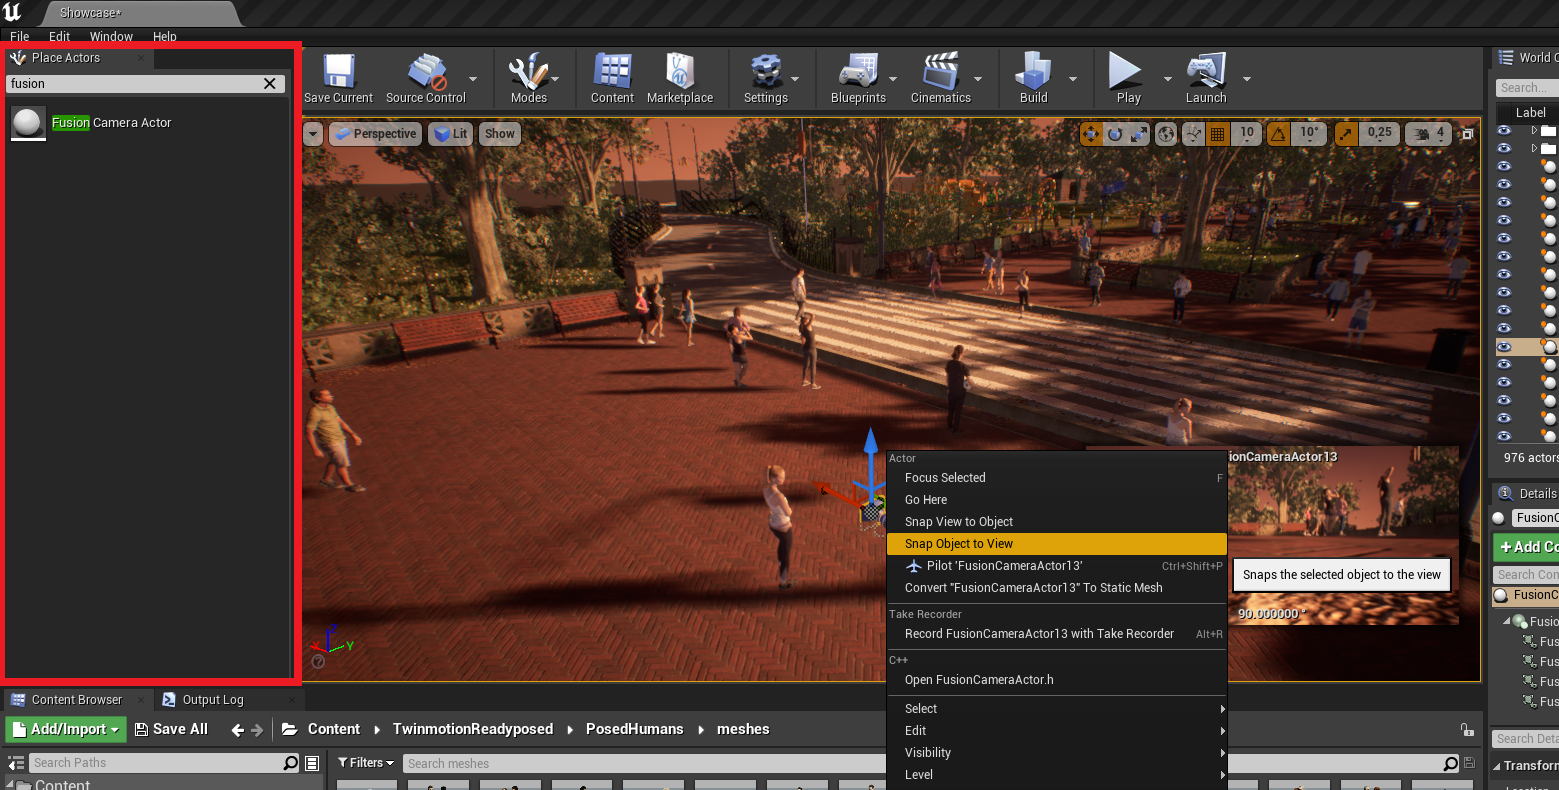 Showcase*
File Edit Window Help
Place Actors
fusion
Fusion Camera Actor
Save Current Source Control Modes Content Marketplace Settings Blueprints Cinematics Build Play Launch
Perspective Lit Show
10 10° 0,25 4
World
Search...
Label
976 actors
Details
Actor
Focus Selected F
Go Here
Snap View to Object
Snap Object to View
Pilot 'FusionCameraActor13' Ctrl+Shift+P
Convert "FusionCameraActor13" To Static Mesh
Take Recorder
Record FusionCameraActor13 with Take Recorder Alt+R
C++
Open FusionCameraActor.h
Select
Edit
Visibility
Level
ionCameraActor13
Snaps the selected object to the view
90.000000 °
FusionC
+Add Co
Search Com
FusionC
Fusio
Fus
Fus
Fus
Fus
Search Deta
Transform
Content Browser Output Log
Add/Import Save All Content TwinmotionReadyposed PosedHumans meshes
Search Paths Filters Search meshes
Content